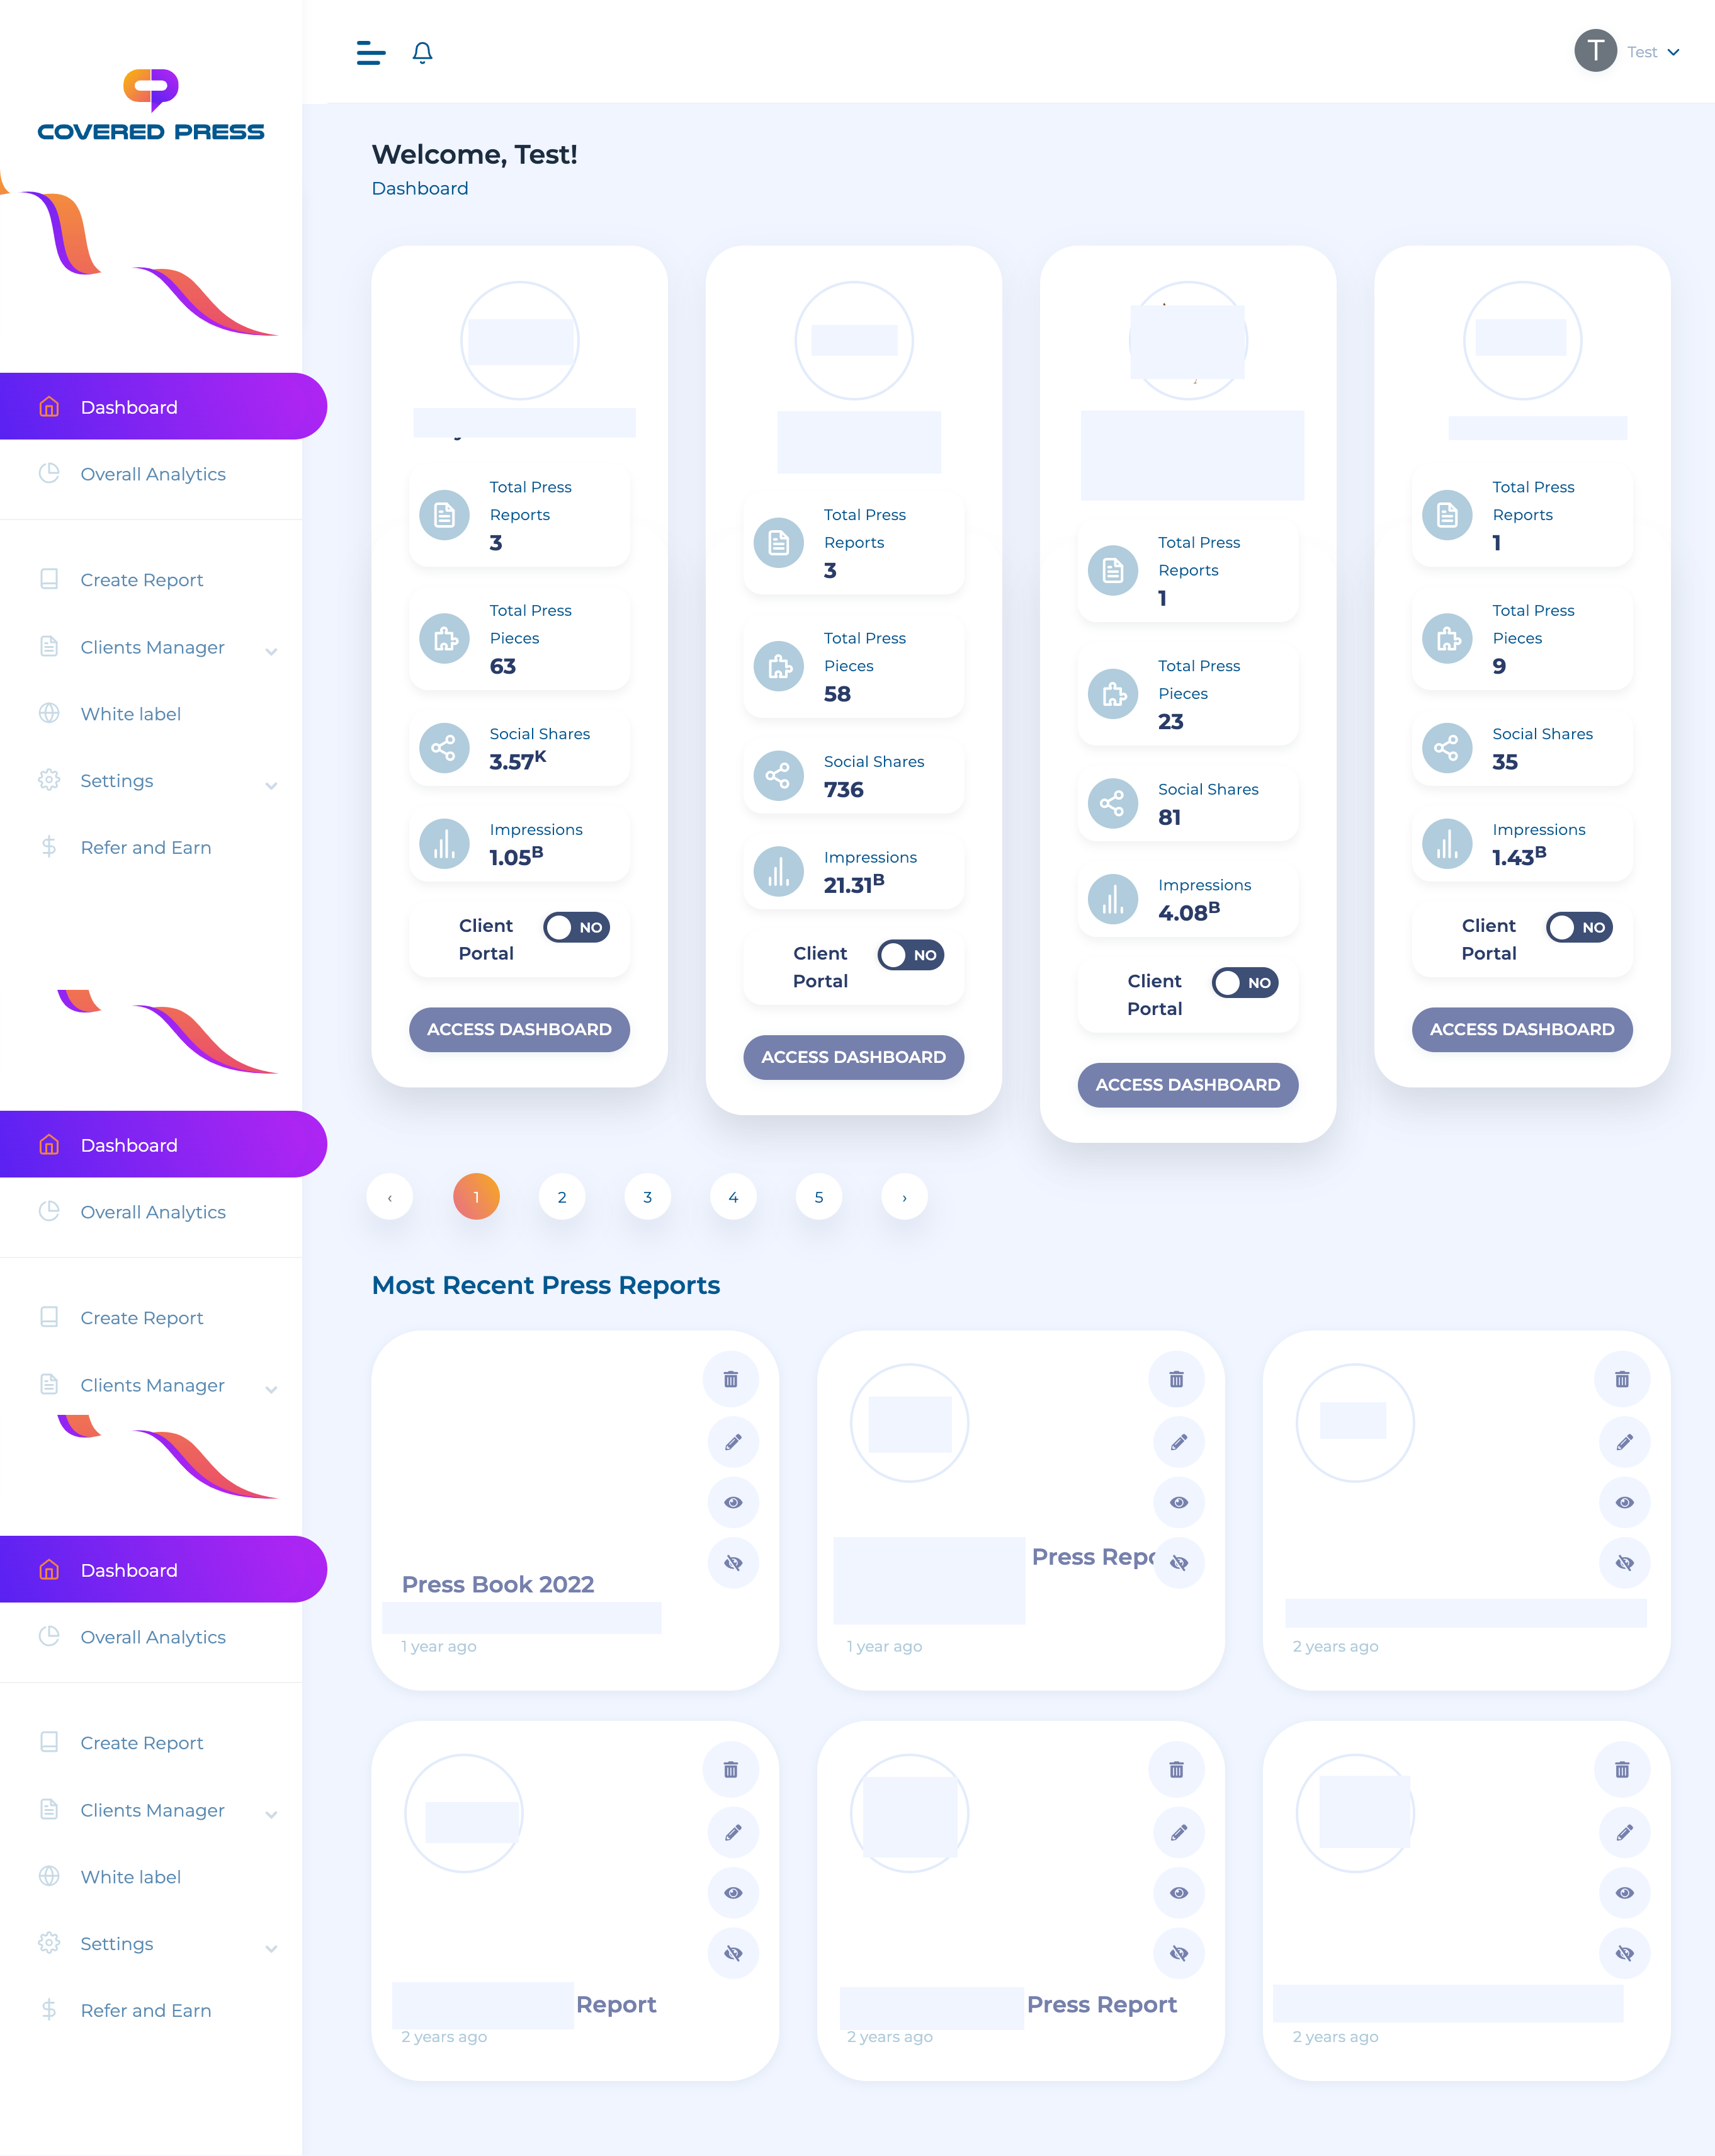 COVERED PRESS
T
Test
Welcome, Test!
Dashboard
Dashboard
Overall Analytics
Create Report
Clients Manager
White label
Settings
Refer and Earn
Total Press
Reports
3
Total Press
Pieces
63
Social Shares
3.57K
Impressions
1.05B
Client
Portal
NO
ACCESS DASHBOARD
Total Press
Reports
3
Total Press
Pieces
58
Social Shares
736
Impressions
21.31B
Client
Portal
NO
ACCESS DASHBOARD
Total Press
Reports
1
Total Press
Pieces
23
Social Shares
81
Impressions
4.08B
Client
Portal
NO
ACCESS DASHBOARD
Total Press
Reports
1
Total Press
Pieces
9
Social Shares
35
Impressions
1.43B
Client
Portal
NO
ACCESS DASHBOARD
Dashboard
Overall Analytics
Create Report
Clients Manager
‹ 1 2 3 4 5 ›
Most Recent Press Reports
Press Book 2022
1 year ago
Press Repo
1 year ago
2 years ago
Dashboard
Overall Analytics
Create Report
Clients Manager
White label
Settings
Refer and Earn
Report
2 years ago
Press Report
2 years ago
2 years ago